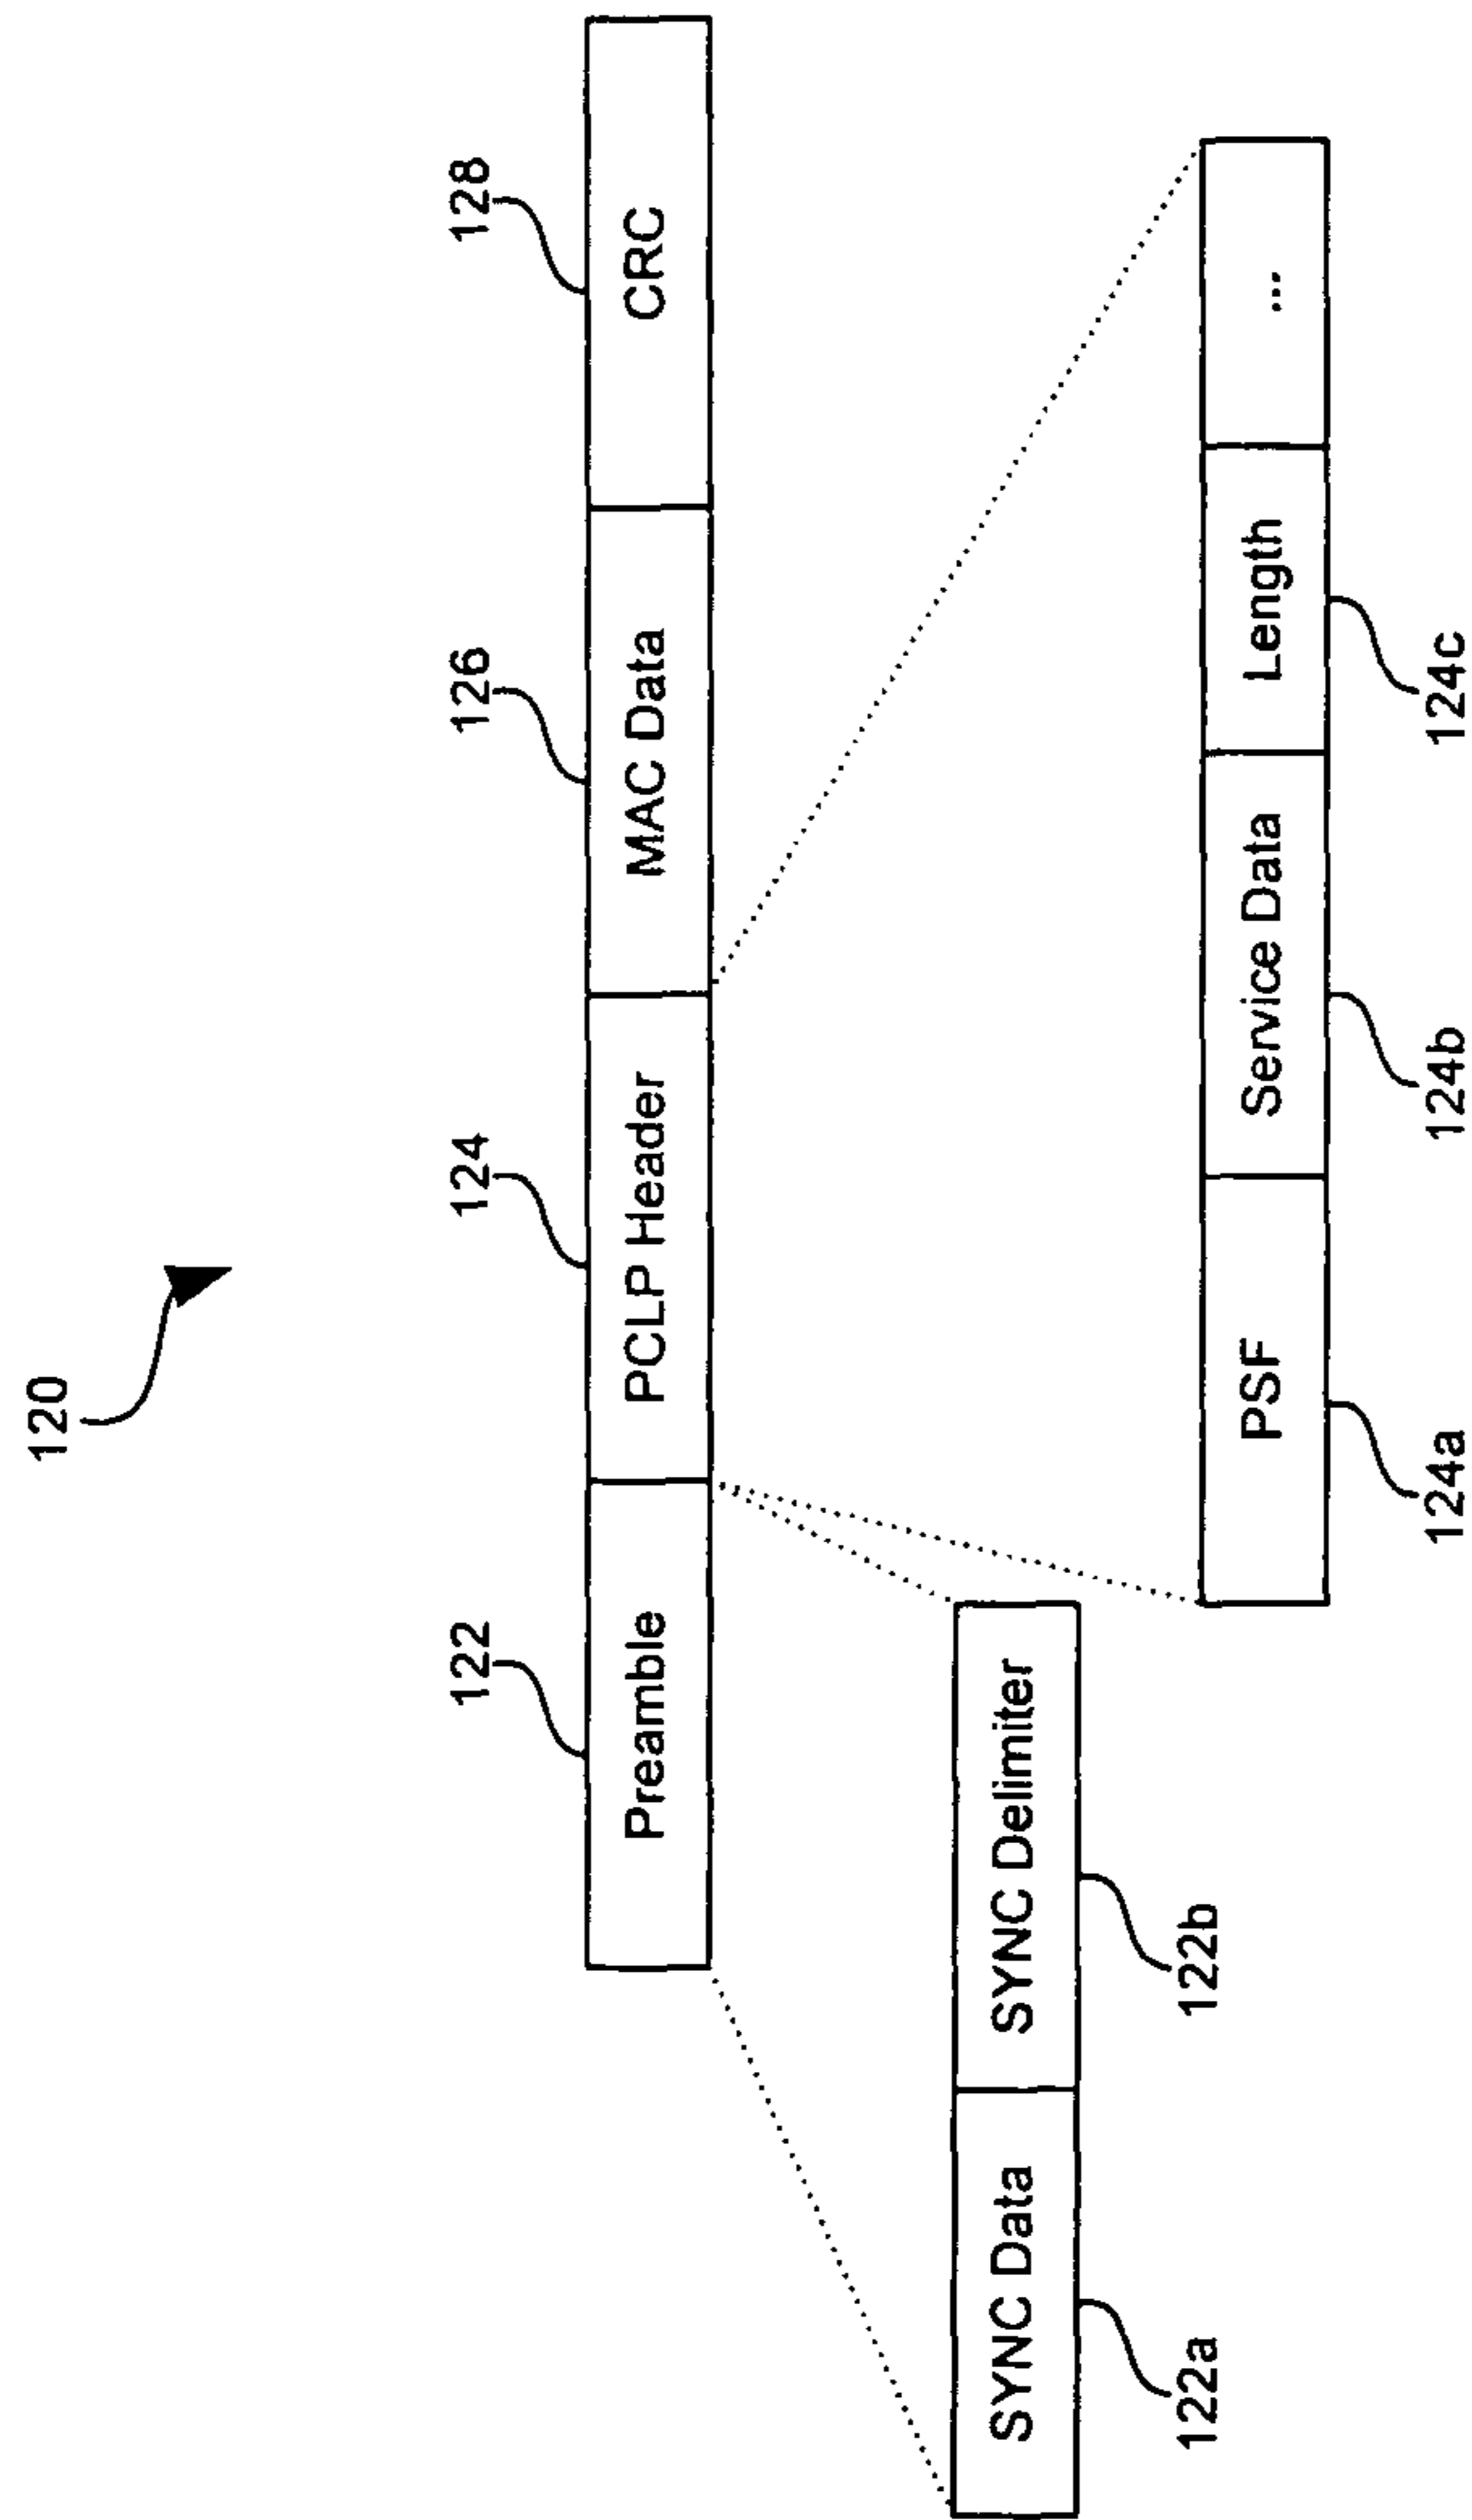 120
122
124
126
128
Preamble
PCLP Header
MAC Data
CRC
SYNC Data
SYNC Delimiter
122a
122b
PSF
Service Data
Length
...
124a
124b
124c